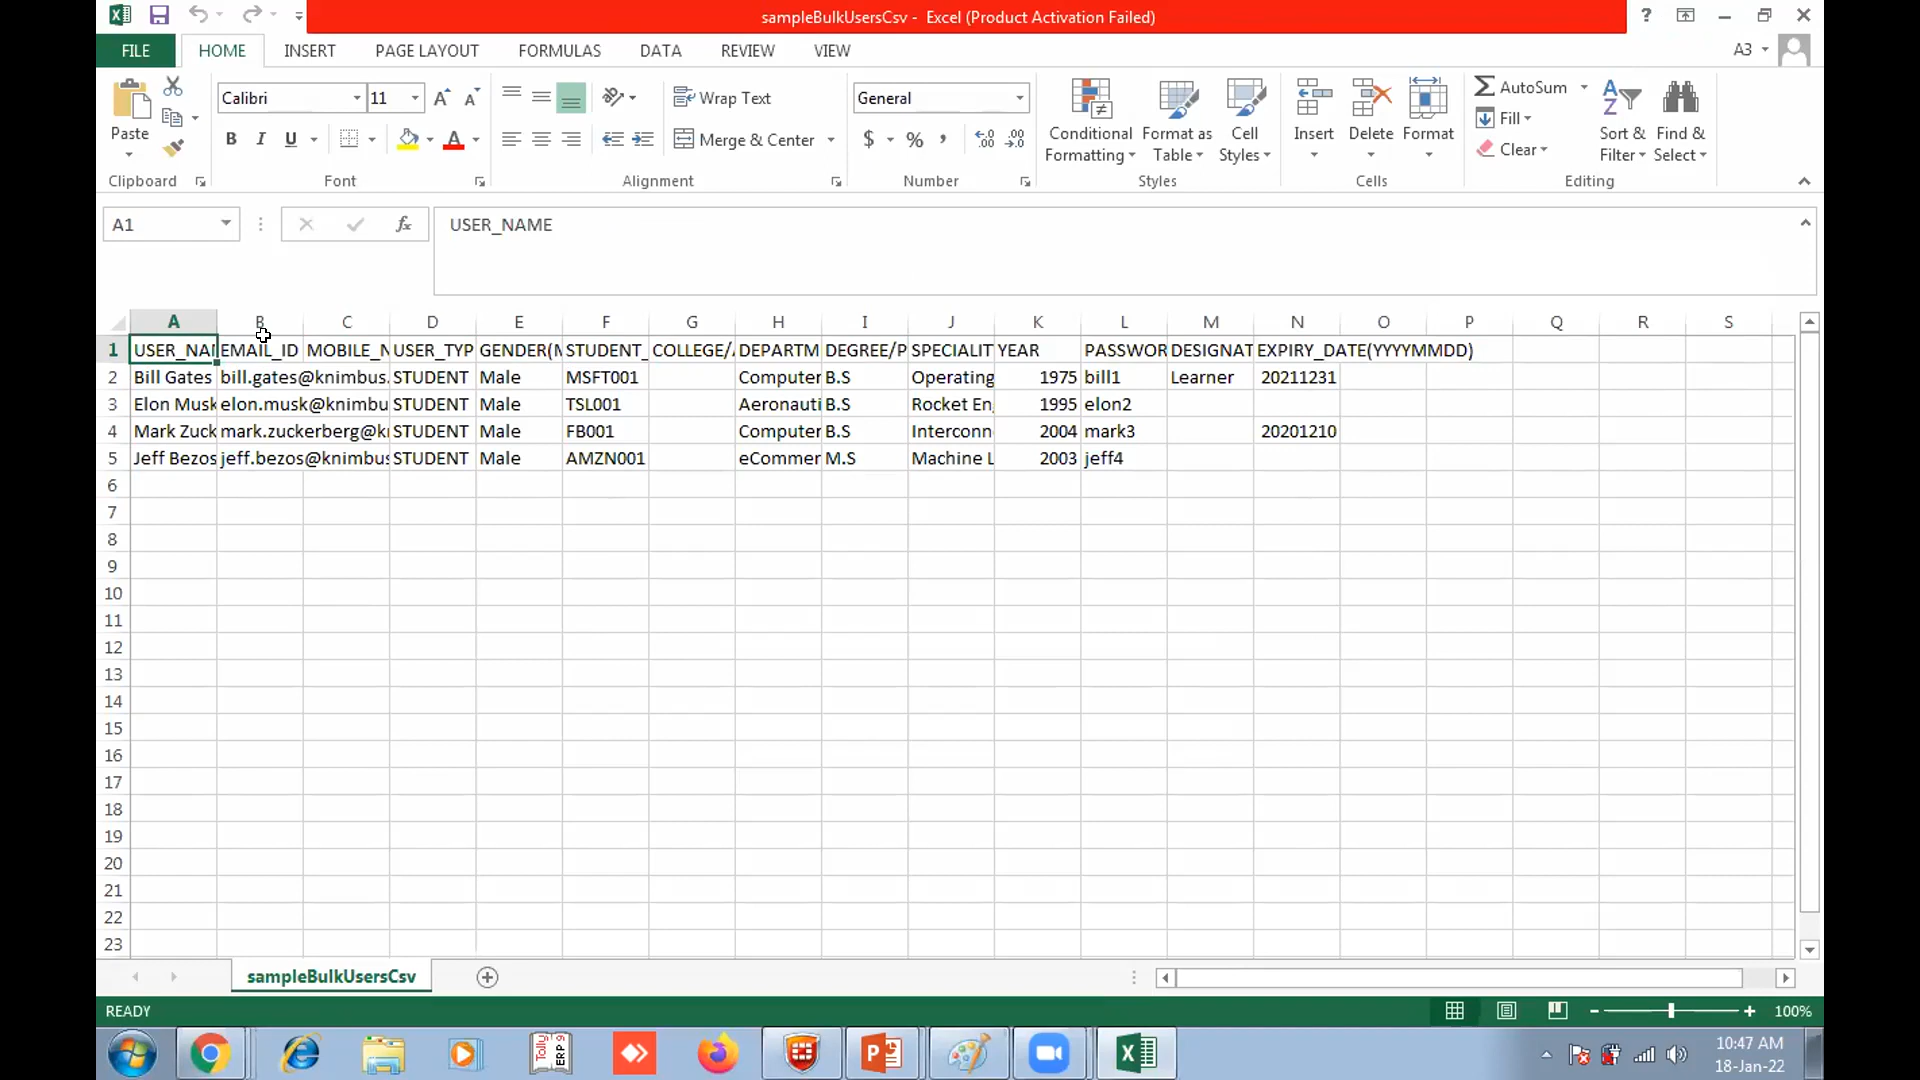 sampleBulkUsersCsv - Excel (Product Activation Failed)
?
FILE HOME INSERT PAGE LAYOUT FORMULAS DATA REVIEW VIEW A3
Calibri 11 Wrap Text General AutoSum
Paste B I U Merge & Center $ % , Conditional Formatting Format as Table Cell Styles Insert Delete Format Fill Clear Sort & Filter Find & Select
Clipboard Font Alignment Number Styles Cells Editing
A1 fx USER_NAME
A B C D E F G H I J K L M N O P Q R S
1 USER_NA EMAIL_ID MOBILE_N USER_TYP GENDER(M STUDENT_ COLLEGE/ DEPARTM DEGREE/P SPECIALIT YEAR PASSWOR DESIGNAT EXPIRY_DATE(YYYYMMDD)
2 Bill Gates bill.gates@knimbus. STUDENT Male MSFT001 Computer B.S Operating 1975 bill1 Learner 20211231
3 Elon Musk elon.musk@knimbu STUDENT Male TSL001 Aeronauti B.S Rocket En 1995 elon2
4 Mark Zuck mark.zuckerberg@k STUDENT Male FB001 Computer B.S Interconn 2004 mark3 20201210
5 Jeff Bezos jeff.bezos@knimbus STUDENT Male AMZN001 eCommer M.S Machine L 2003 jeff4
6
7
8
9
10
11
12
13
14
15
16
17
18
19
20
21
22
23
sampleBulkUsersCsv
READY 100%
Tally ERP 9
10:47 AM
18-Jan-22